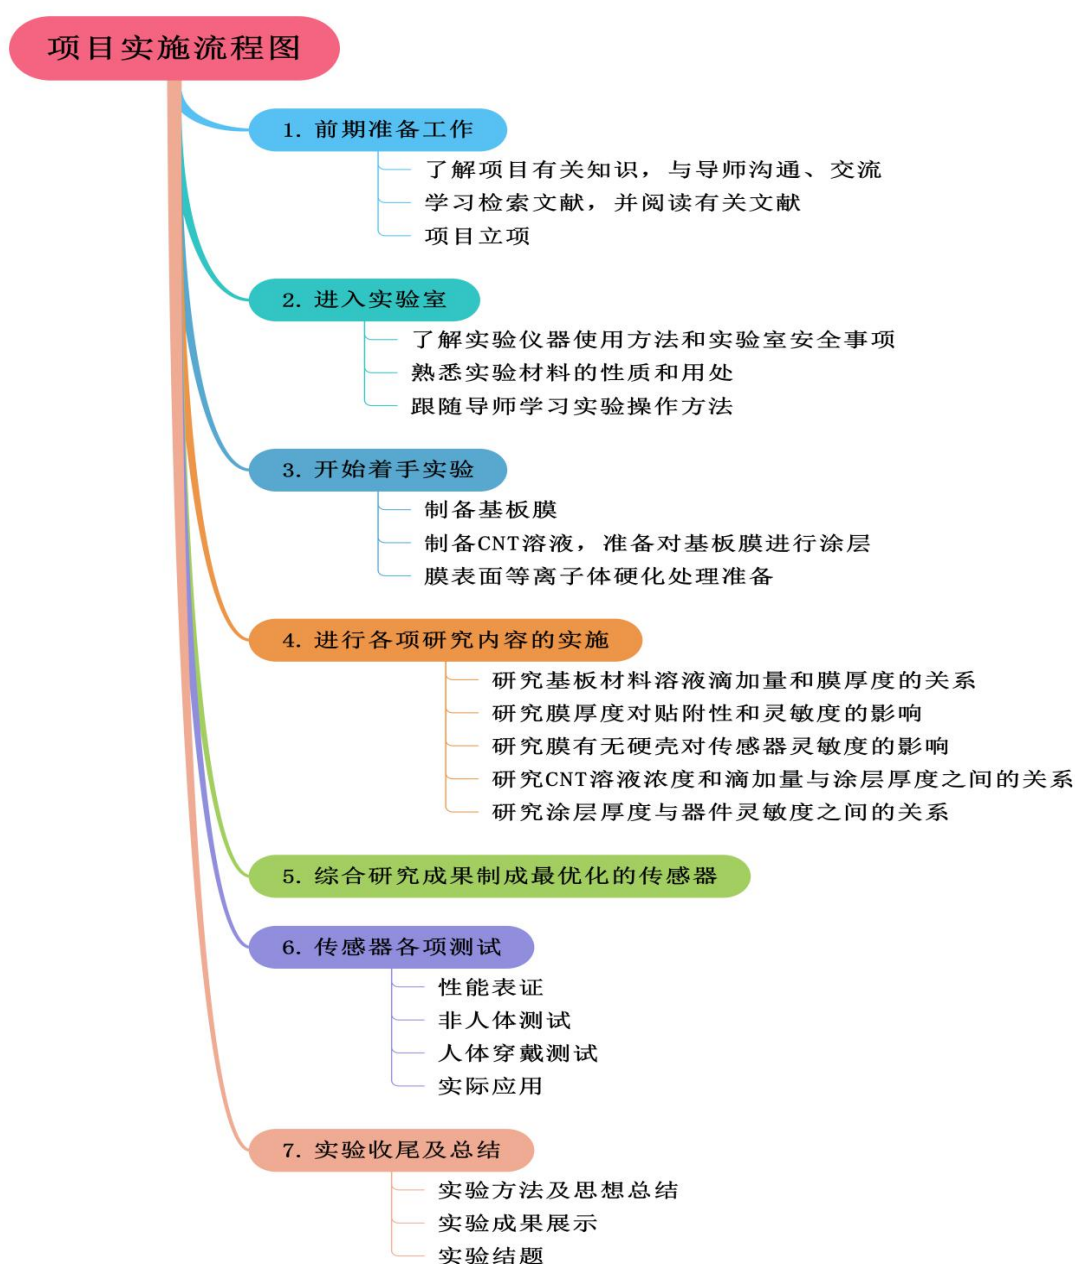 项目实施流程图
1. 前期准备工作
了解项目有关知识，与导师沟通、交流
学习检索文献，并阅读有关文献
项目立项
2. 进入实验室
了解实验仪器使用方法和实验室安全事项
熟悉实验材料的性质和用处
跟随导师学习实验操作方法
3. 开始着手实验
制备基板膜
制备CNT溶液，准备对基板膜进行涂层
膜表面等离子体硬化处理准备
4. 进行各项研究内容的实施
研究基板材料溶液滴加量和膜厚度的关系
研究膜厚度对贴附性和灵敏度的影响
研究膜有无硬壳对传感器灵敏度的影响
研究CNT溶液浓度和滴加量与涂层厚度之间的关系
研究涂层厚度与器件灵敏度之间的关系
5. 综合研究成果制成最优化的传感器
6. 传感器各项测试
性能表证
非人体测试
人体穿戴测试
实际应用
7. 实验收尾及总结
实验方法及思想总结
实验成果展示
实验结题